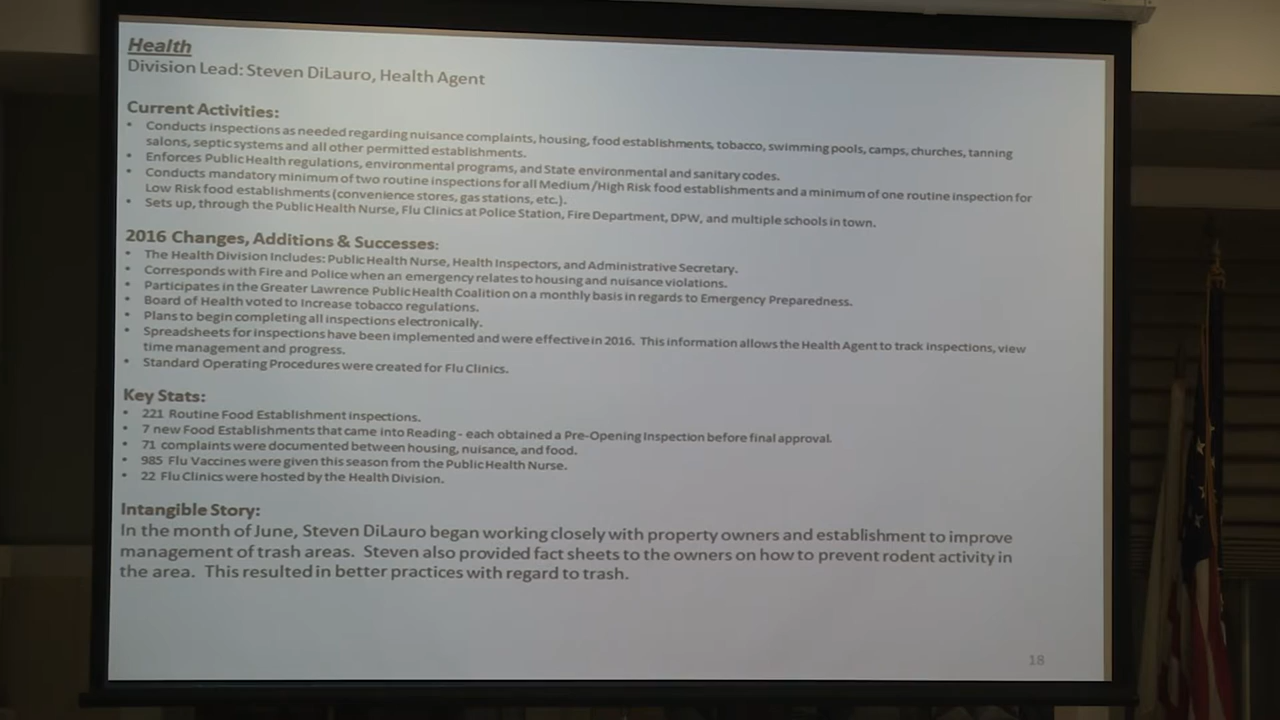 Health
Division Lead: Steven DiLauro, Health Agent
Current Activities:
• Conducts inspections as needed regarding nuisance complaints, housing, food establishments, tobacco, swimming pools, camps, churches, tanning
salons, septic systems and all other permitted establishments.
• Enforces Public Health regulations, environmental programs, and State environmental and sanitary codes.
• Conducts mandatory minimum of two routine inspections for all Medium/High Risk food establishments and a minimum of one routine inspection for
Low Risk food establishments (convenience stores, gas stations, etc.).
• Sets up, through the Public Health Nurse, Flu Clinics at Police Station, Fire Department, DPW, and multiple schools in town.
2016 Changes, Additions & Successes:
• The Health Division Includes: Public Health Nurse, Health Inspectors, and Administrative Secretary.
• Corresponds with Fire and Police when an emergency relates to housing and nuisance violations.
• Participates in the Greater Lawrence Public Health Coalition on a monthly basis in regards to Emergency Preparedness.
• Board of Health voted to Increase tobacco regulations.
• Plans to begin completing all inspections electronically.
• Spreadsheets for inspections have been implemented and were effective in 2016. This information allows the Health Agent to track inspections, view
time management and progress.
• Standard Operating Procedures were created for Flu Clinics.
Key Stats:
• 221 Routine Food Establishment inspections.
• 7 new Food Establishments that came into Reading - each obtained a Pre-Opening Inspection before final approval.
• 71 complaints were documented between housing, nuisance, and food.
• 985 Flu Vaccines were given this season from the Public Health Nurse.
• 22 Flu Clinics were hosted by the Health Division.
Intangible Story:
In the month of June, Steven DiLauro began working closely with property owners and establishment to improve
management of trash areas. Steven also provided fact sheets to the owners on how to prevent rodent activity in
the area. This resulted in better practices with regard to trash.
18